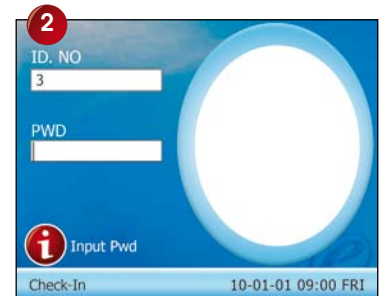 2
ID. NO
3
PWD
i Input Pwd
Check-In 10-01-01 09:00 FRI